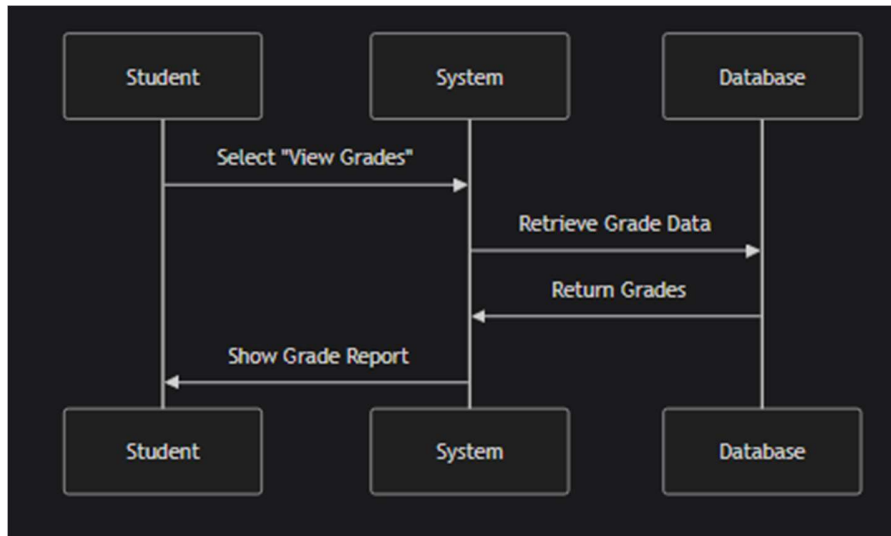 Student
System
Database
Select "View Grades"
Retrieve Grade Data
Return Grades
Show Grade Report
Student
System
Database